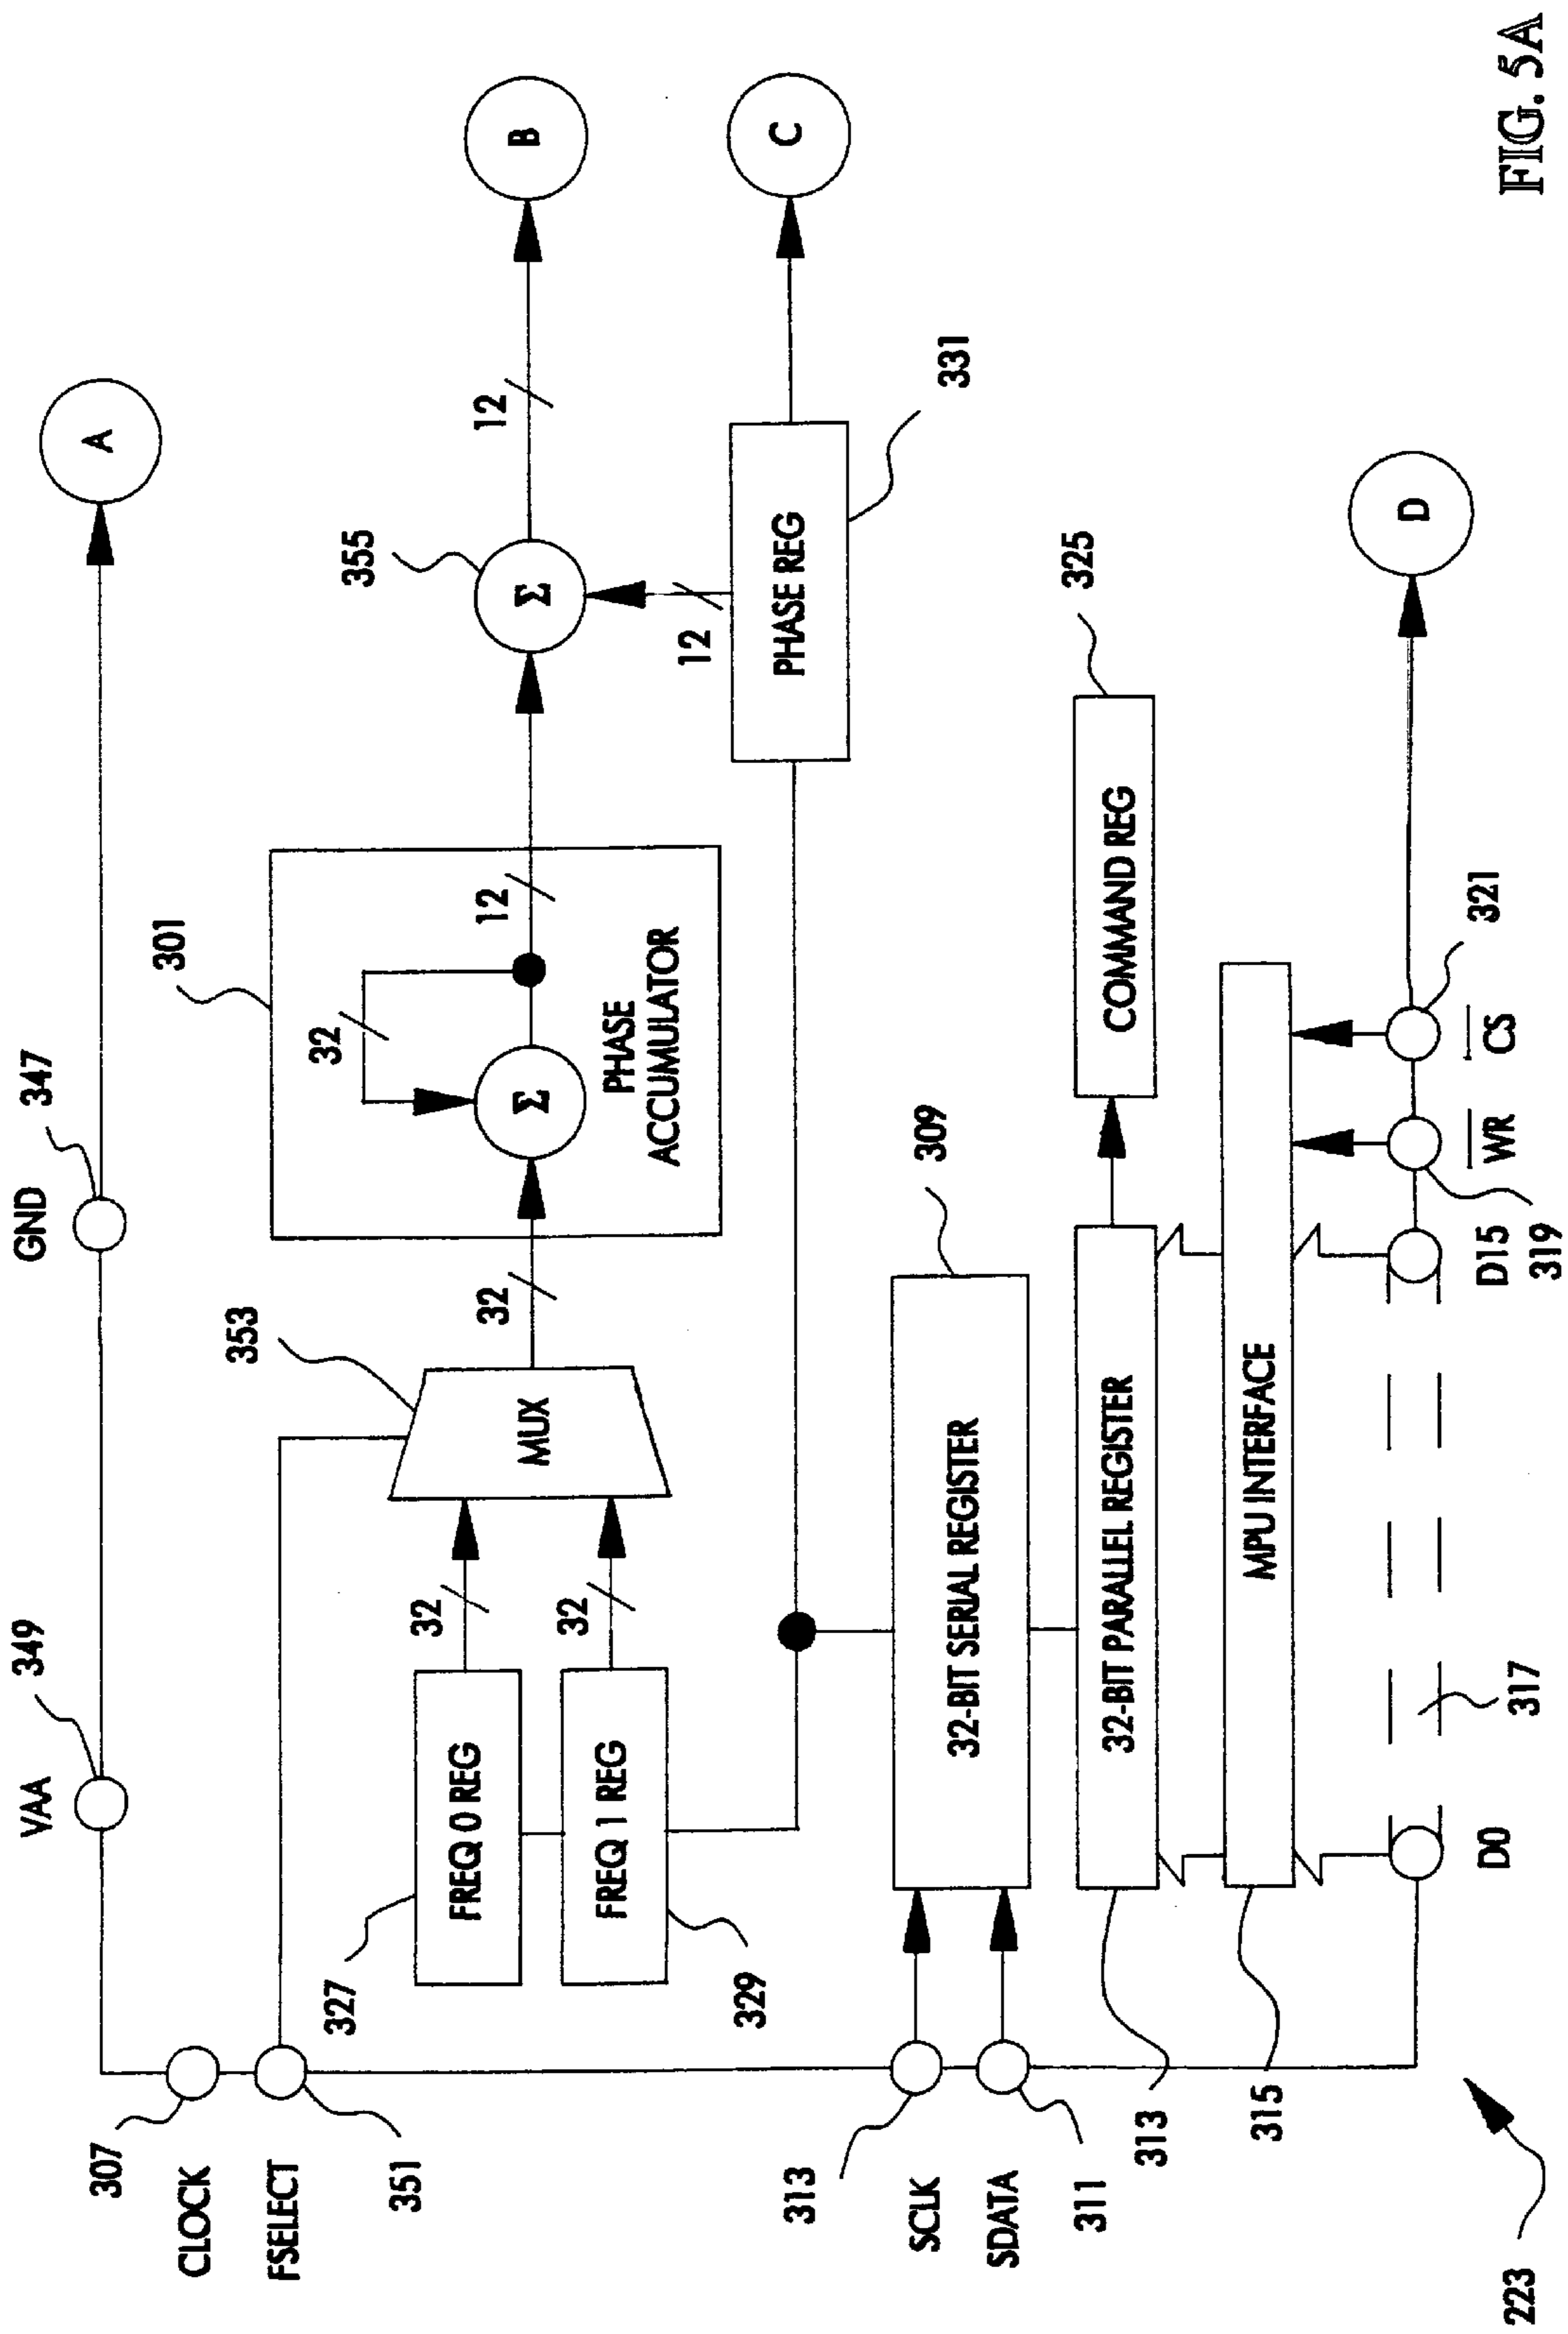 VAA
349
GND
347
A
307
CLOCK
FSELECT
351
327
FREQ 0 REG
32
FREQ 1 REG
32
329
353
MUX
32
301
32
Σ
12
PHASE
ACCUMULATOR
355
Σ
12
B
12
PHASE REG
331
C
313
SCLK
SDATA
311
309
32-BIT SERIAL REGISTER
313
32-BIT PARALLEL REGISTER
COMMAND REG
325
315
MPU INTERFACE
D0
317
D15
319
WR
CS
321
D
223
FIG. 5A